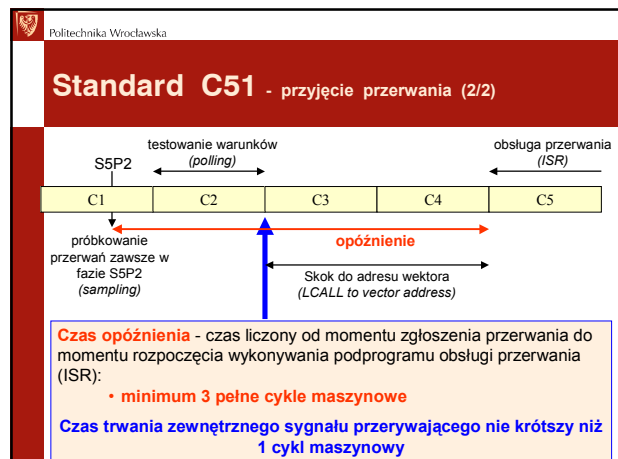 Politechnika Wrocławska
Standard C51 - przyjęcie przerwania (2/2)
testowanie warunków
(polling)
obsługa przerwania
(ISR)
S5P2
C1 C2 C3 C4 C5
opóźnienie
próbkowanie
przerwań zawsze w
fazie S5P2
(sampling)
Skok do adresu wektora
(LCALL to vector address)
Czas opóźnienia - czas liczony od momentu zgłoszenia przerwania do
momentu rozpoczęcia wykonywania podprogramu obsługi przerwania
(ISR):
• minimum 3 pełne cykle maszynowe
Czas trwania zewnętrznego sygnału przerywającego nie krótszy niż
1 cykl maszynowy